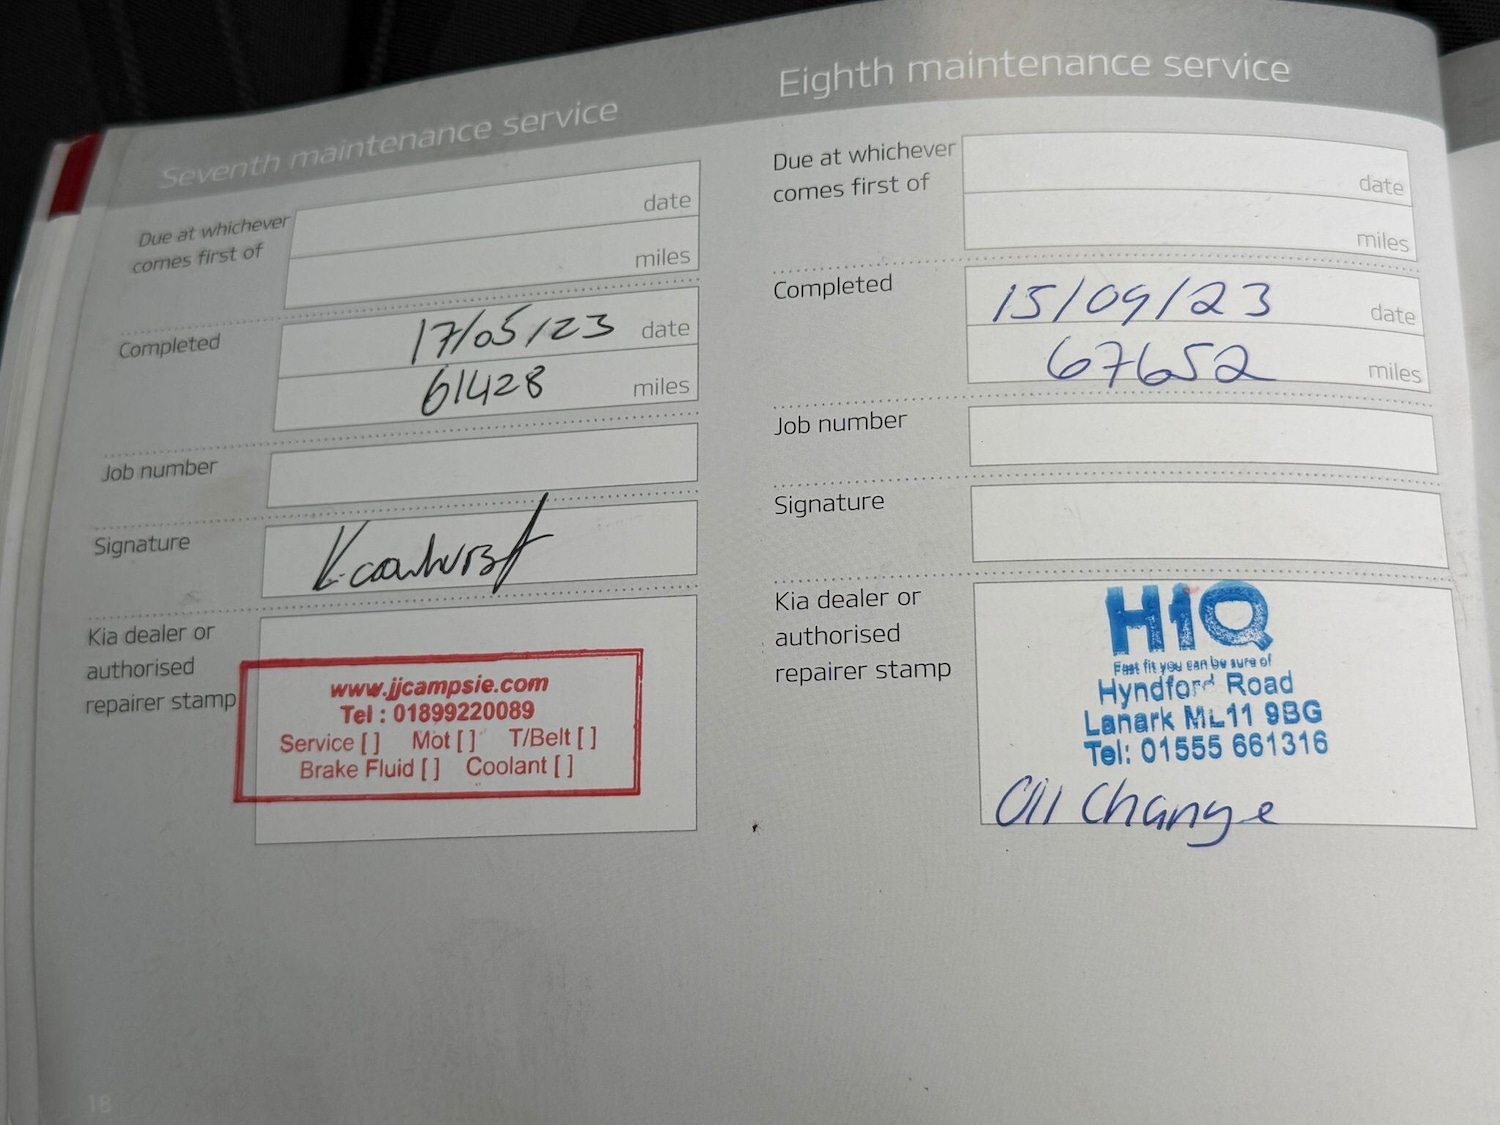 Seventh maintenance service
Due at whichever
comes first of
date
miles
Completed
17/05/23 date
61428 miles
Job number
Signature
Kia dealer or
authorised
repairer stamp
www.jjcampsie.com
Tel : 01899220089
Service [ ] Mot [ ] T/Belt [ ]
Brake Fluid [ ] Coolant [ ]
18
Eighth maintenance service
Due at whichever
comes first of
date
miles
Completed
15/09/23 date
67652 miles
Job number
Signature
Kia dealer or
authorised
repairer stamp
HiQ
Fast fit you can be sure of
Hyndford Road
Lanark ML11 9BG
Tel: 01555 661316
Oil Change